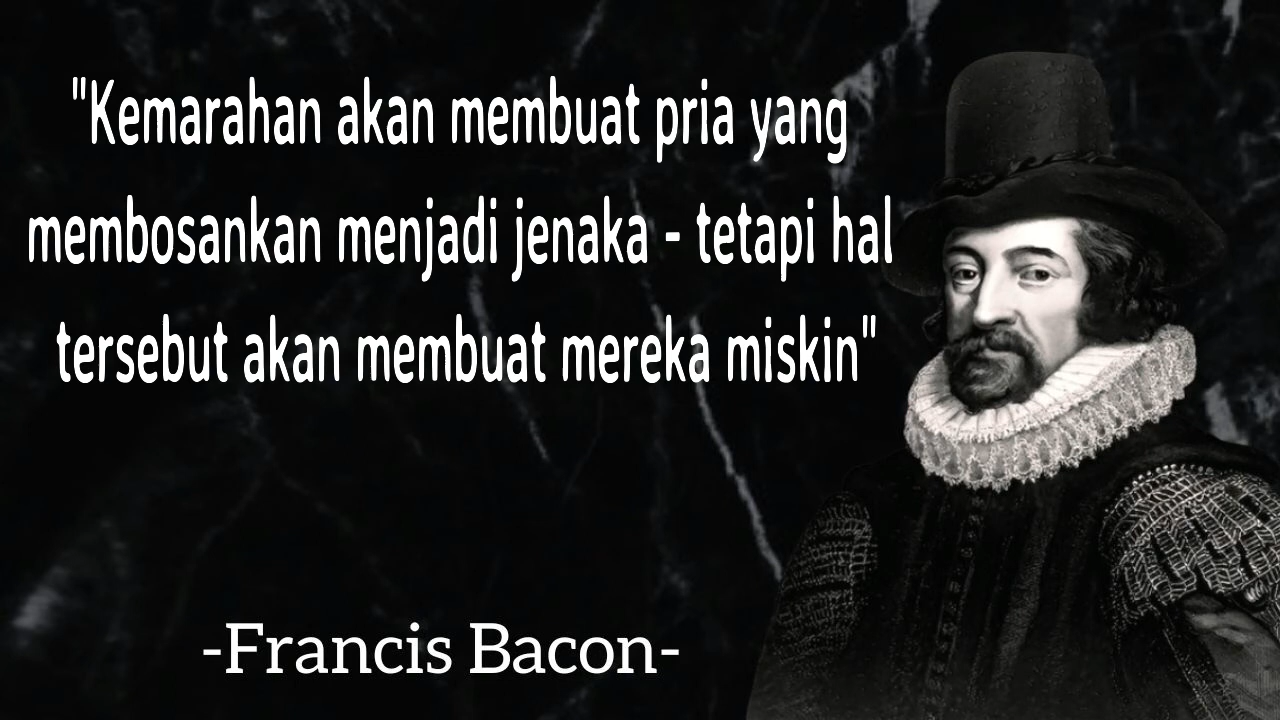 "Kemarahan akan membuat pria yang
membosankan menjadi jenaka - tetapi hal
tersebut akan membuat mereka miskin"
-Francis Bacon-